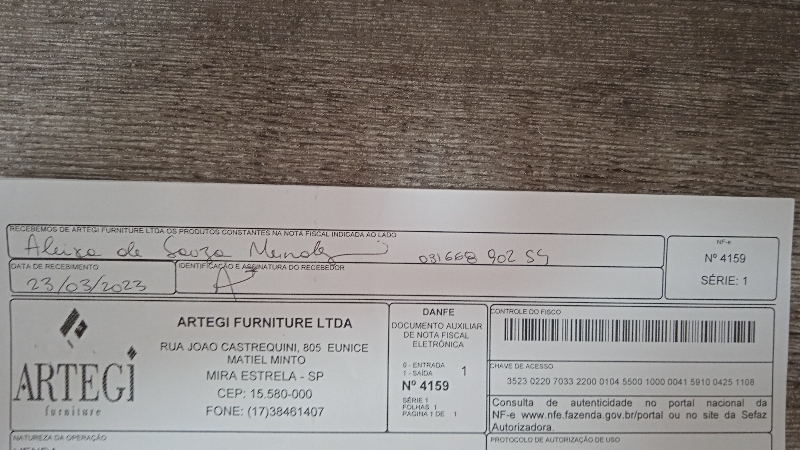 RECEBEMOS DE ARTEGI FURNITURE LTDA OS PRODUTOS CONSTANTES NA NOTA FISCAL INDICADA AO LADO
Aleixo de Souza Mendes 031668 902 54
DATA DE RECEBIMENTO
23/03/2023
IDENTIFICAÇÃO E ASSINATURA DO RECEBEDOR
NF-e
Nº 4159
SÉRIE: 1
ARTEGI
furniture
ARTEGI FURNITURE LTDA
RUA JOAO CASTREQUINI, 805 EUNICE
MATIEL MINTO
MIRA ESTRELA - SP
CEP: 15.580-000
FONE: (17)38461407
DANFE
DOCUMENTO AUXILIAR
DE NOTA FISCAL
ELETRÔNICA
0 - ENTRADA
1 - SAÍDA 1
Nº 4159
SÉRIE 1
FOLHAS 1
PAGINA 1 DE 1
CONTROLE DO FISCO
CHAVE DE ACESSO
3523 0220 7033 2200 0104 5500 1000 0041 5910 0425 1108
Consulta de autenticidade no portal nacional da
NF-e www.nfe.fazenda.gov.br/portal ou no site da Sefaz
Autorizadora.
NATUREZA DA OPERAÇÃO
PROTOCOLO DE AUTORIZAÇÃO DE USO